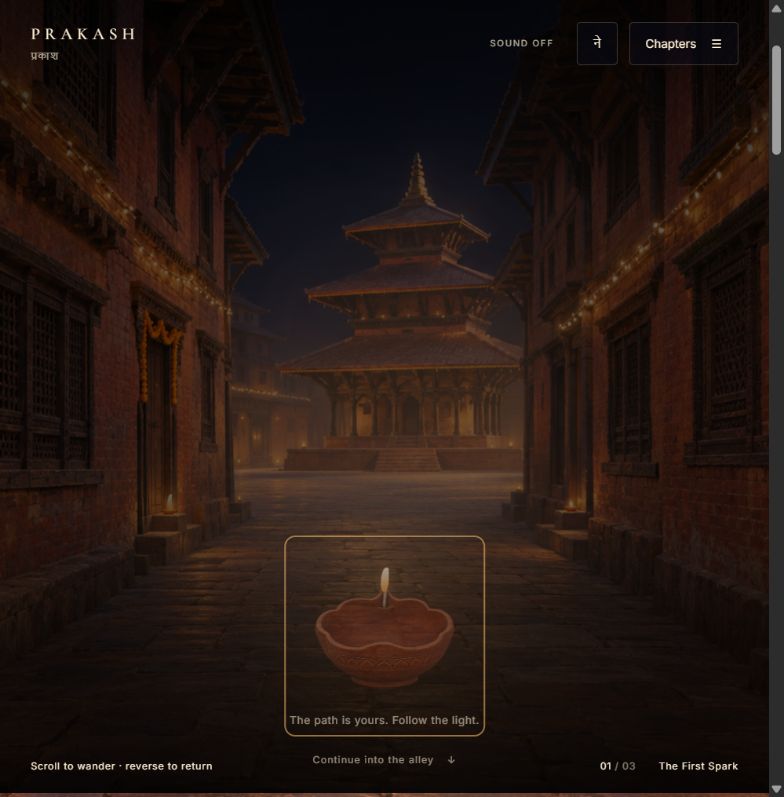 PRAKASH
प्रकाश
SOUND OFF
ने
Chapters
The path is yours. Follow the light.
Continue into the alley ↓
Scroll to wander · reverse to return
01 / 03
The First Spark